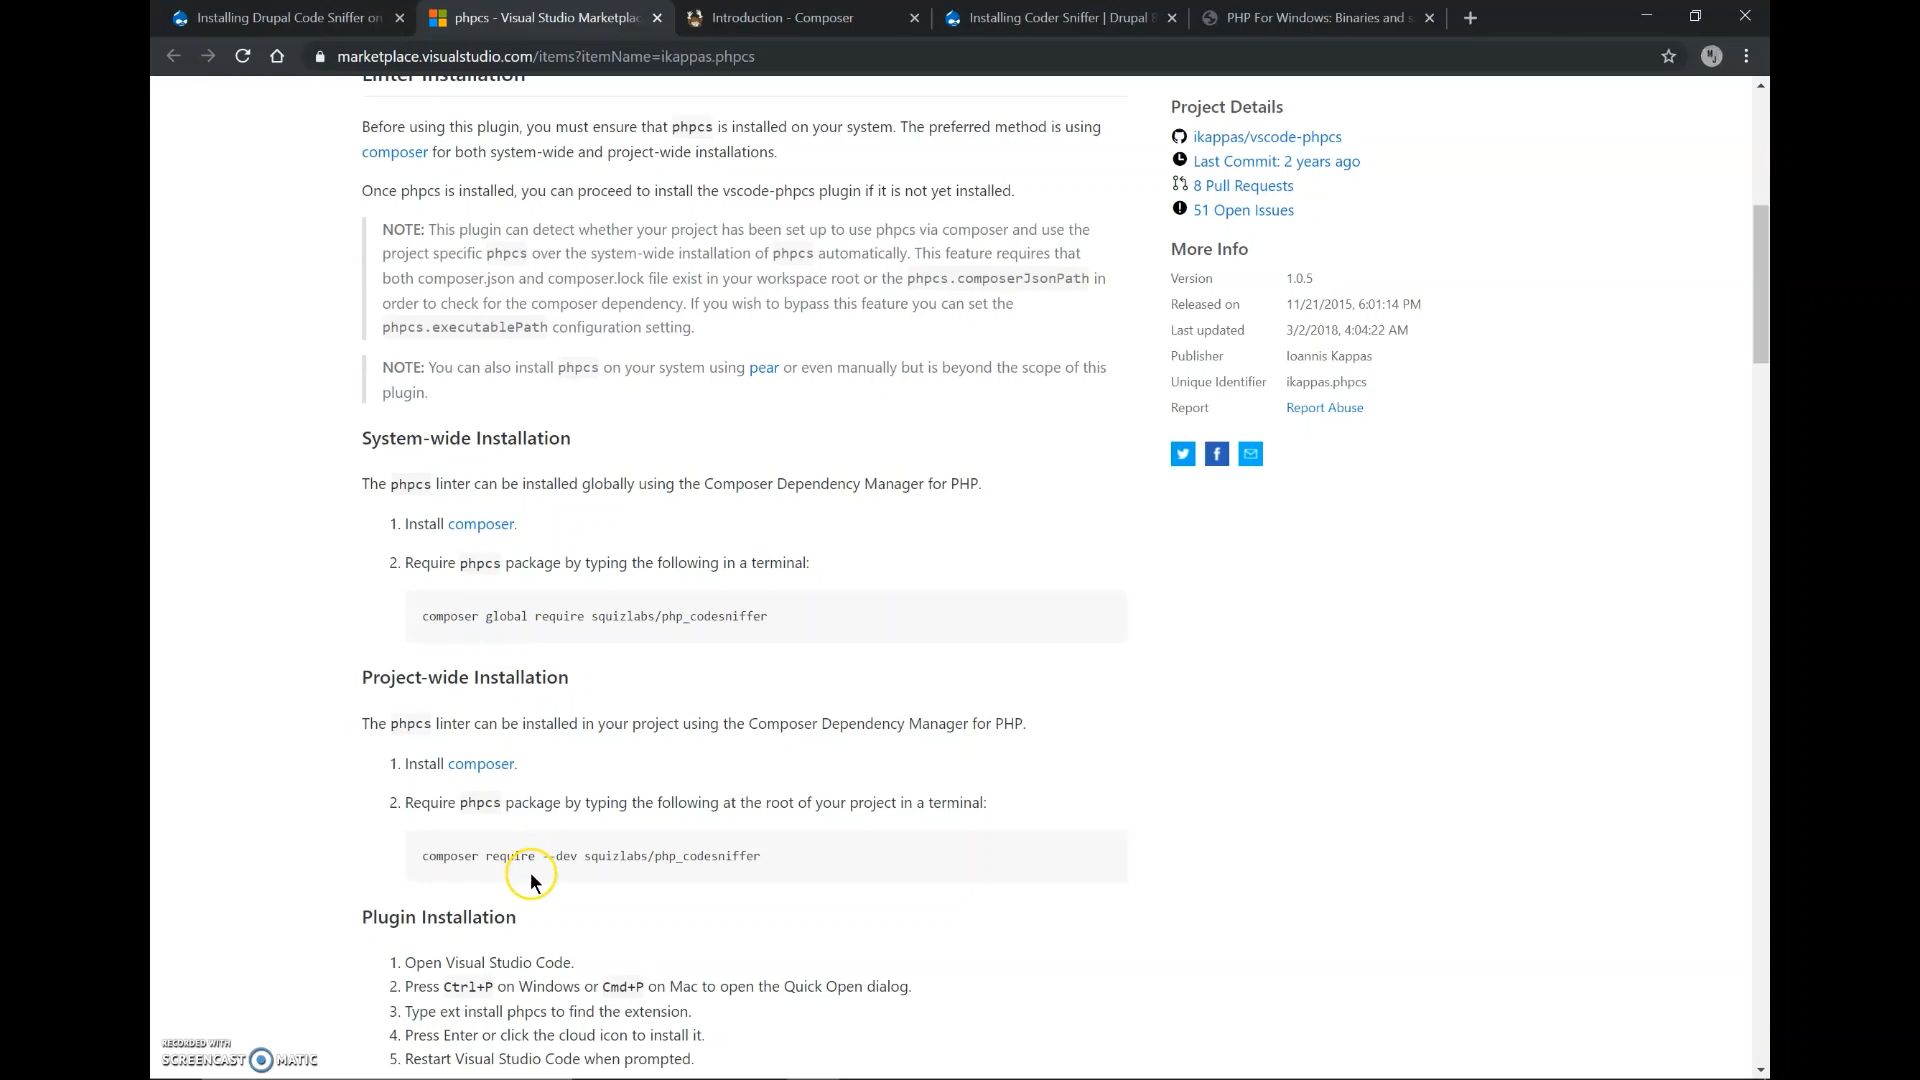 Installing Drupal Code Sniffer on
phpcs - Visual Studio Marketplac
Introduction - Composer
Installing Coder Sniffer | Drupal 8
PHP For Windows: Binaries and s
marketplace.visualstudio.com/items?itemName=ikappas.phpcs
MJ
Linter Installation
Before using this plugin, you must ensure that phpcs is installed on your system. The preferred method is using
composer for both system-wide and project-wide installations.
Once phpcs is installed, you can proceed to install the vscode-phpcs plugin if it is not yet installed.
NOTE: This plugin can detect whether your project has been set up to use phpcs via composer and use the
project specific phpcs over the system-wide installation of phpcs automatically. This feature requires that
both composer.json and composer.lock file exist in your workspace root or the phpcs.composerJsonPath in
order to check for the composer dependency. If you wish to bypass this feature you can set the
phpcs.executablePath configuration setting.
NOTE: You can also install phpcs on your system using pear or even manually but is beyond the scope of this
plugin.
System-wide Installation
The phpcs linter can be installed globally using the Composer Dependency Manager for PHP.
1. Install composer.
2. Require phpcs package by typing the following in a terminal:
composer global require squizlabs/php_codesniffer
Project-wide Installation
The phpcs linter can be installed in your project using the Composer Dependency Manager for PHP.
1. Install composer.
2. Require phpcs package by typing the following at the root of your project in a terminal:
composer require --dev squizlabs/php_codesniffer
Plugin Installation
1. Open Visual Studio Code.
2. Press Ctrl+P on Windows or Cmd+P on Mac to open the Quick Open dialog.
3. Type ext install phpcs to find the extension.
4. Press Enter or click the cloud icon to install it.
5. Restart Visual Studio Code when prompted.
Project Details
ikappas/vscode-phpcs
Last Commit: 2 years ago
8 Pull Requests
51 Open Issues
More Info
Version 1.0.5
Released on 11/21/2015, 6:01:14 PM
Last updated 3/2/2018, 4:04:22 AM
Publisher Ioannis Kappas
Unique Identifier ikappas.phpcs
Report Report Abuse
RECORDED WITH
SCREENCAST MATIC